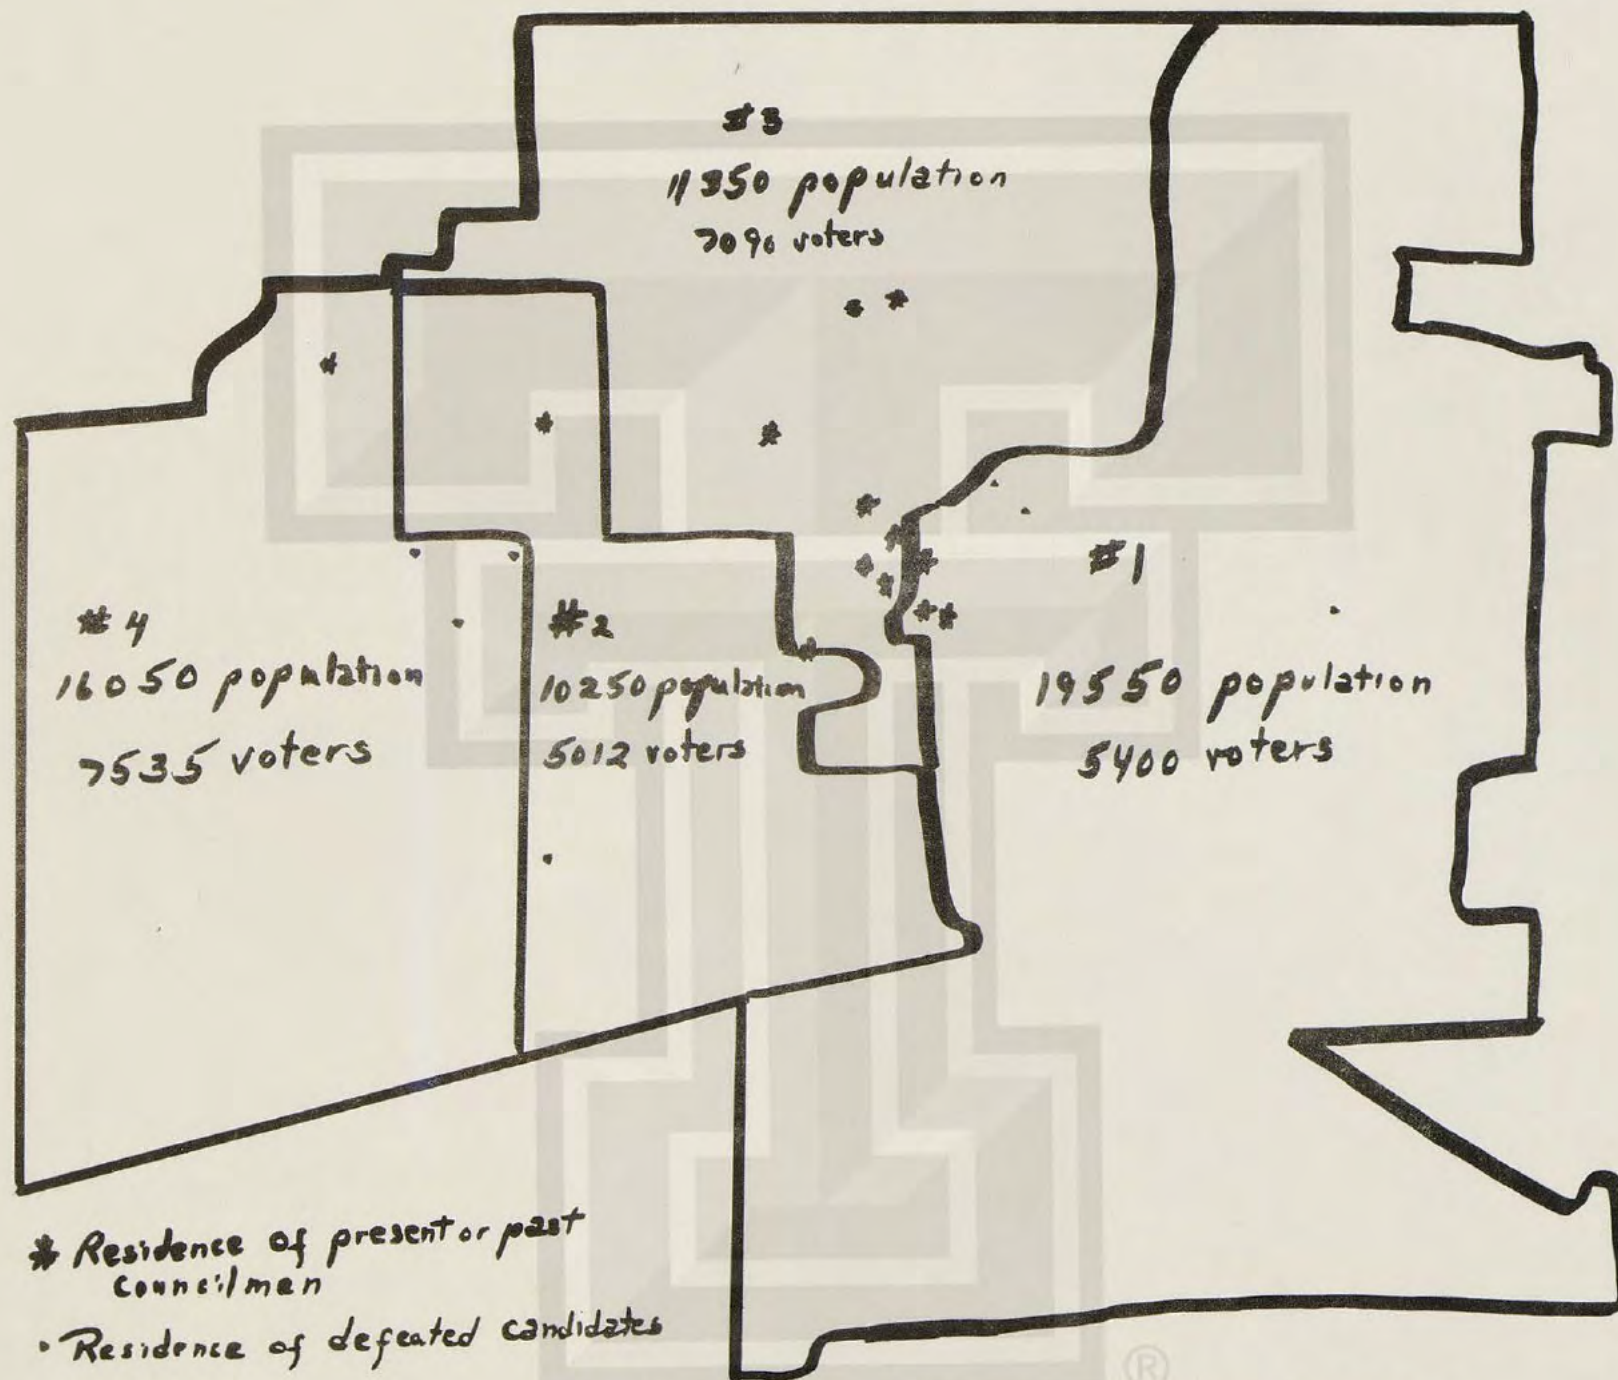 #3
11350 population
7090 voters
#1
19550 population
5400 voters
#4
16050 population
7535 voters
#2
10250 population
5012 voters
* Residence of present or past
councilmen
• Residence of defeated candidates
®